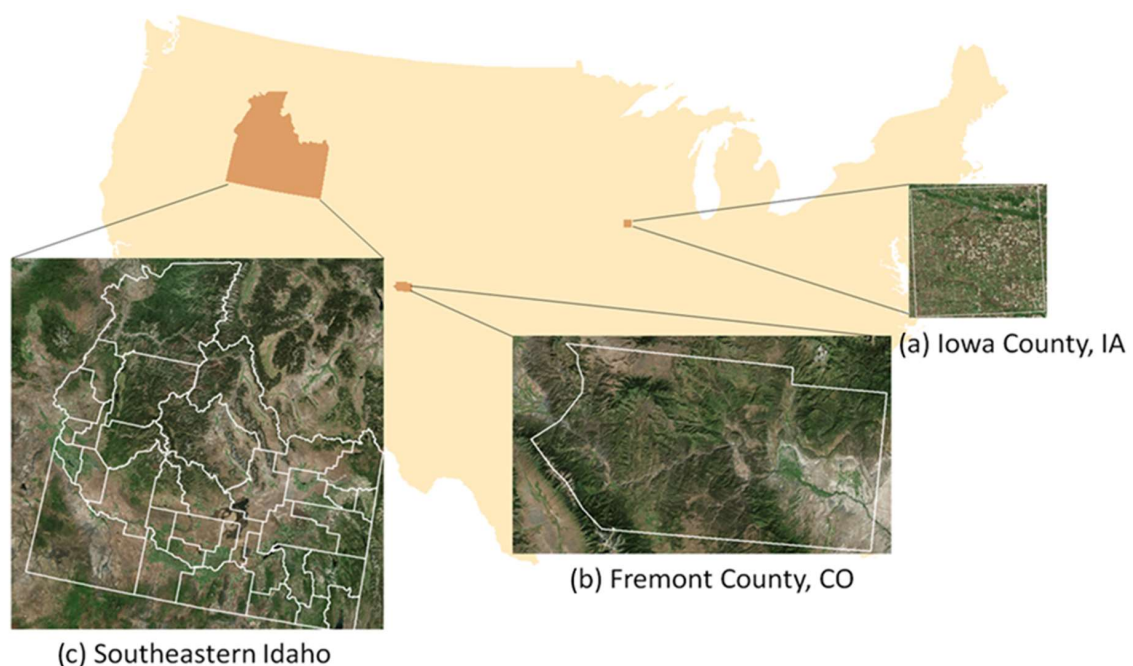 (a) Iowa County, IA
(b) Fremont County, CO
(c) Southeastern Idaho